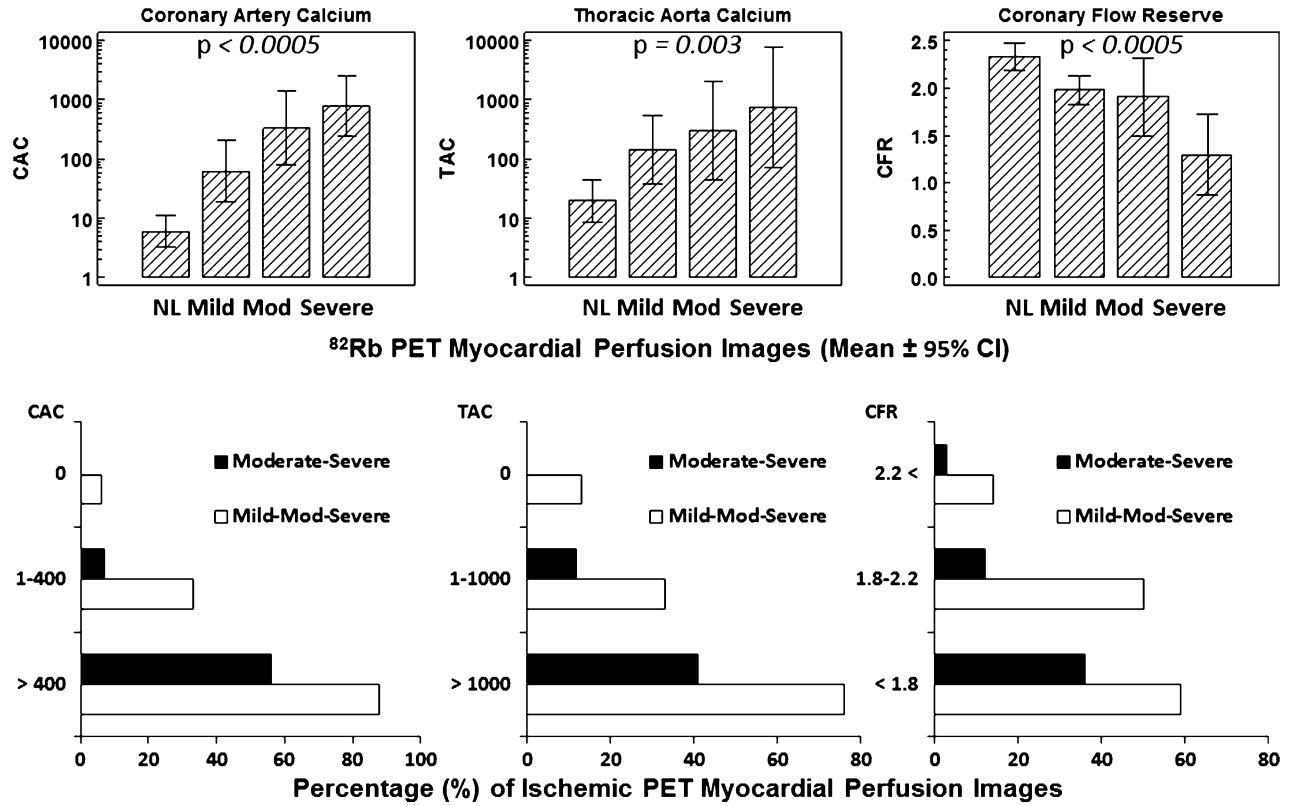 Coronary Artery Calcium
p < 0.0005
10000
1000
100
10
1
CAC
NL Mild Mod Severe
Thoracic Aorta Calcium
p = 0.003
10000
1000
100
10
1
TAC
NL Mild Mod Severe
Coronary Flow Reserve
p < 0.0005
2.5
2.0
1.5
1.0
0.5
0.0
CFR
NL Mild Mod Severe
⁸²Rb PET Myocardial Perfusion Images (Mean ± 95% CI)
CAC
0
1-400
> 400
Moderate-Severe
Mild-Mod-Severe
0 20 40 60 80 100
TAC
0
1-1000
> 1000
Moderate-Severe
Mild-Mod-Severe
0 20 40 60 80
CFR
2.2 <
1.8-2.2
< 1.8
Moderate-Severe
Mild-Mod-Severe
0 20 40 60 80
Percentage (%) of Ischemic PET Myocardial Perfusion Images